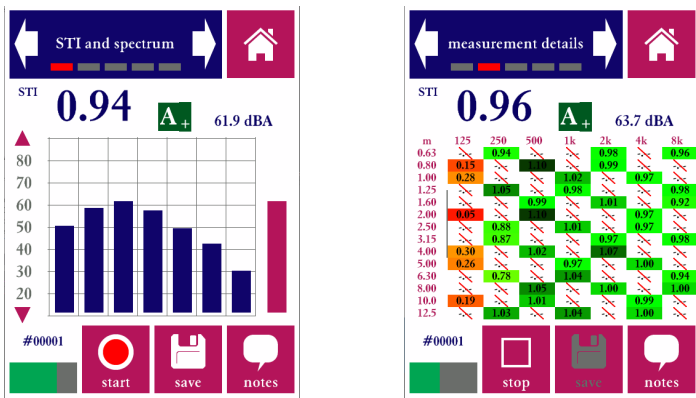 STI and spectrum
STI
0.94
A+
61.9 dBA
80
70
60
50
40
30
20
#00001
start
save
notes
measurement details
STI
0.96
A+
63.7 dBA
m 125 250 500 1k 2k 4k 8k
0.63 -.- 0.94 -.- -.- 0.98 -.- 0.96
0.80 0.15 -.- 1.10 -.- 0.99 -.- -.-
1.00 0.28 -.- -.- 1.02 -.- 0.97 -.-
1.25 -.- 1.05 -.- 0.98 -.- -.- 0.98
1.60 -.- -.- 0.99 -.- 1.01 -.- 0.92
2.00 0.05 -.- 1.10 -.- -.- 0.97 -.-
2.50 -.- 0.88 -.- 1.01 -.- 0.97 -.-
3.15 -.- 0.87 -.- -.- 0.97 -.- 0.98
4.00 0.30 -.- 1.02 -.- 1.07 -.- -.-
5.00 0.26 -.- -.- 0.97 -.- 1.00 -.-
6.30 -.- 0.78 -.- 1.04 -.- -.- 0.94
8.00 -.- -.- 1.05 -.- 1.00 -.- 1.00
10.0 0.19 -.- 1.01 -.- -.- 0.99 -.-
12.5 -.- 1.03 -.- 1.04 -.- 1.00 -.-
#00001
stop
save
notes